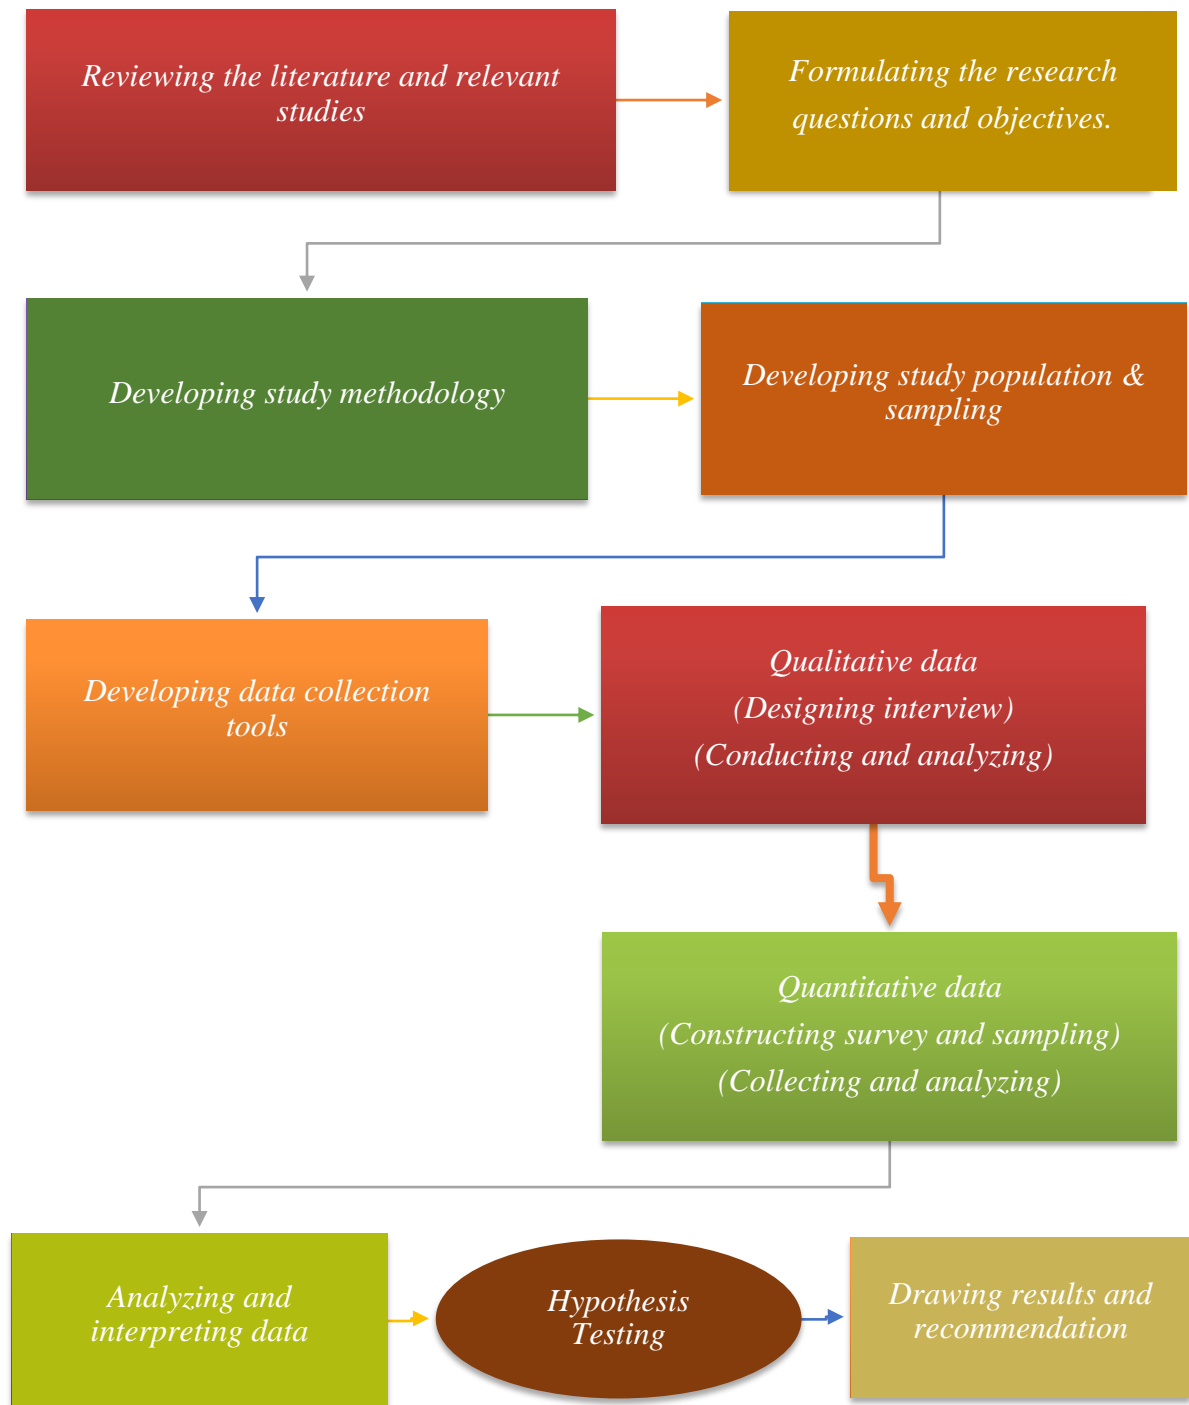 Reviewing the literature and relevant
studies
Formulating the research
questions and objectives.
Developing study methodology
Developing study population &
sampling
Developing data collection
tools
Qualitative data
(Designing interview)
(Conducting and analyzing)
Quantitative data
(Constructing survey and sampling)
(Collecting and analyzing)
Analyzing and
interpreting data
Hypothesis
Testing
Drawing results and
recommendation